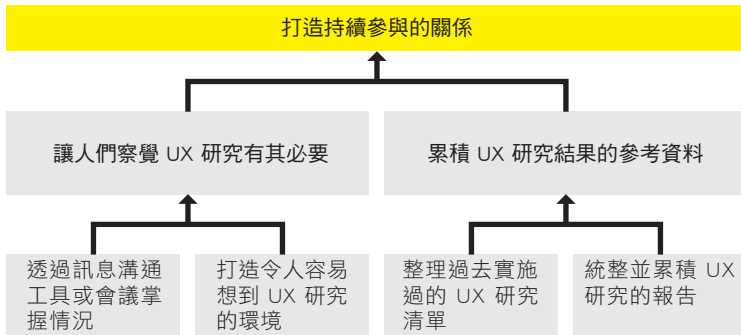 打造持續參與的關係
讓人們察覺 UX 研究有其必要
累積 UX 研究結果的參考資料
透過訊息溝通
工具或會議掌
握情況
打造令人容易
想到 UX 研究
的環境
整理過去實施
過的 UX 研究
清單
統整並累積 UX
研究的報告